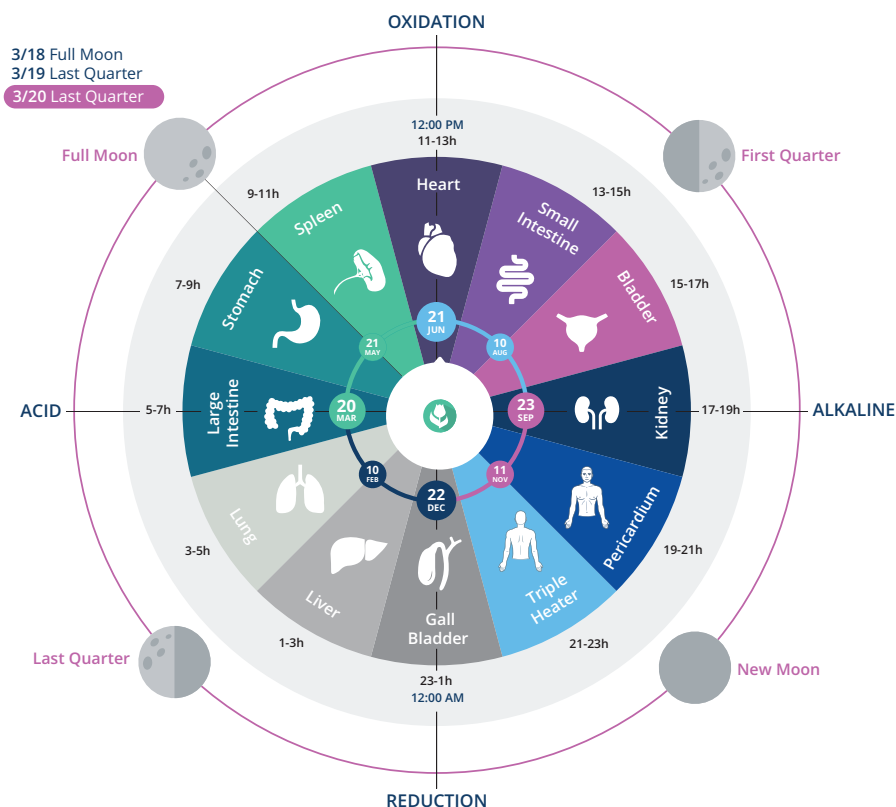 OXIDATION
3/18 Full Moon
3/19 Last Quarter
3/20 Last Quarter
Full Moon
First Quarter
12:00 PM
11-13h
Heart
9-11h
Spleen
13-15h
Small
Intestine
7-9h
Stomach
15-17h
Bladder
21
JUN
21
MAY
10
AUG
ACID
5-7h
Large
Intestine
20
MAR
23
SEP
Kidney
17-19h
ALKALINE
10
FEB
11
NOV
22
DEC
Lung
3-5h
Pericardium
19-21h
Liver
1-3h
Gall
Bladder
Triple
Heater
21-23h
Last Quarter
New Moon
23-1h
12:00 AM
REDUCTION